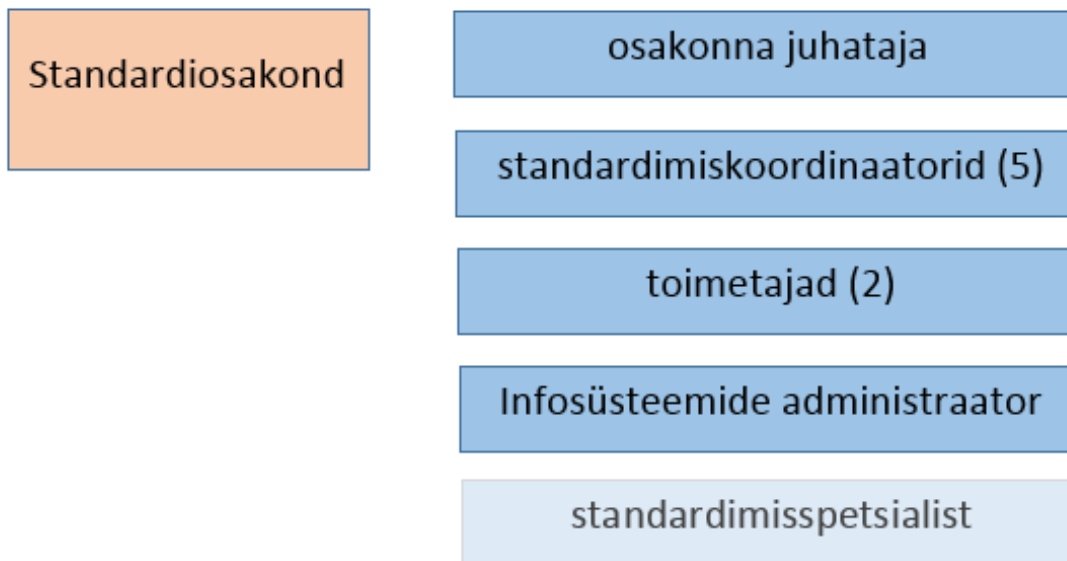 Standardiosakond
osakonna juhataja
standardimiskoordinaatorid (5)
toimetajad (2)
Infosüsteemide administraator
standardimisspetsialist